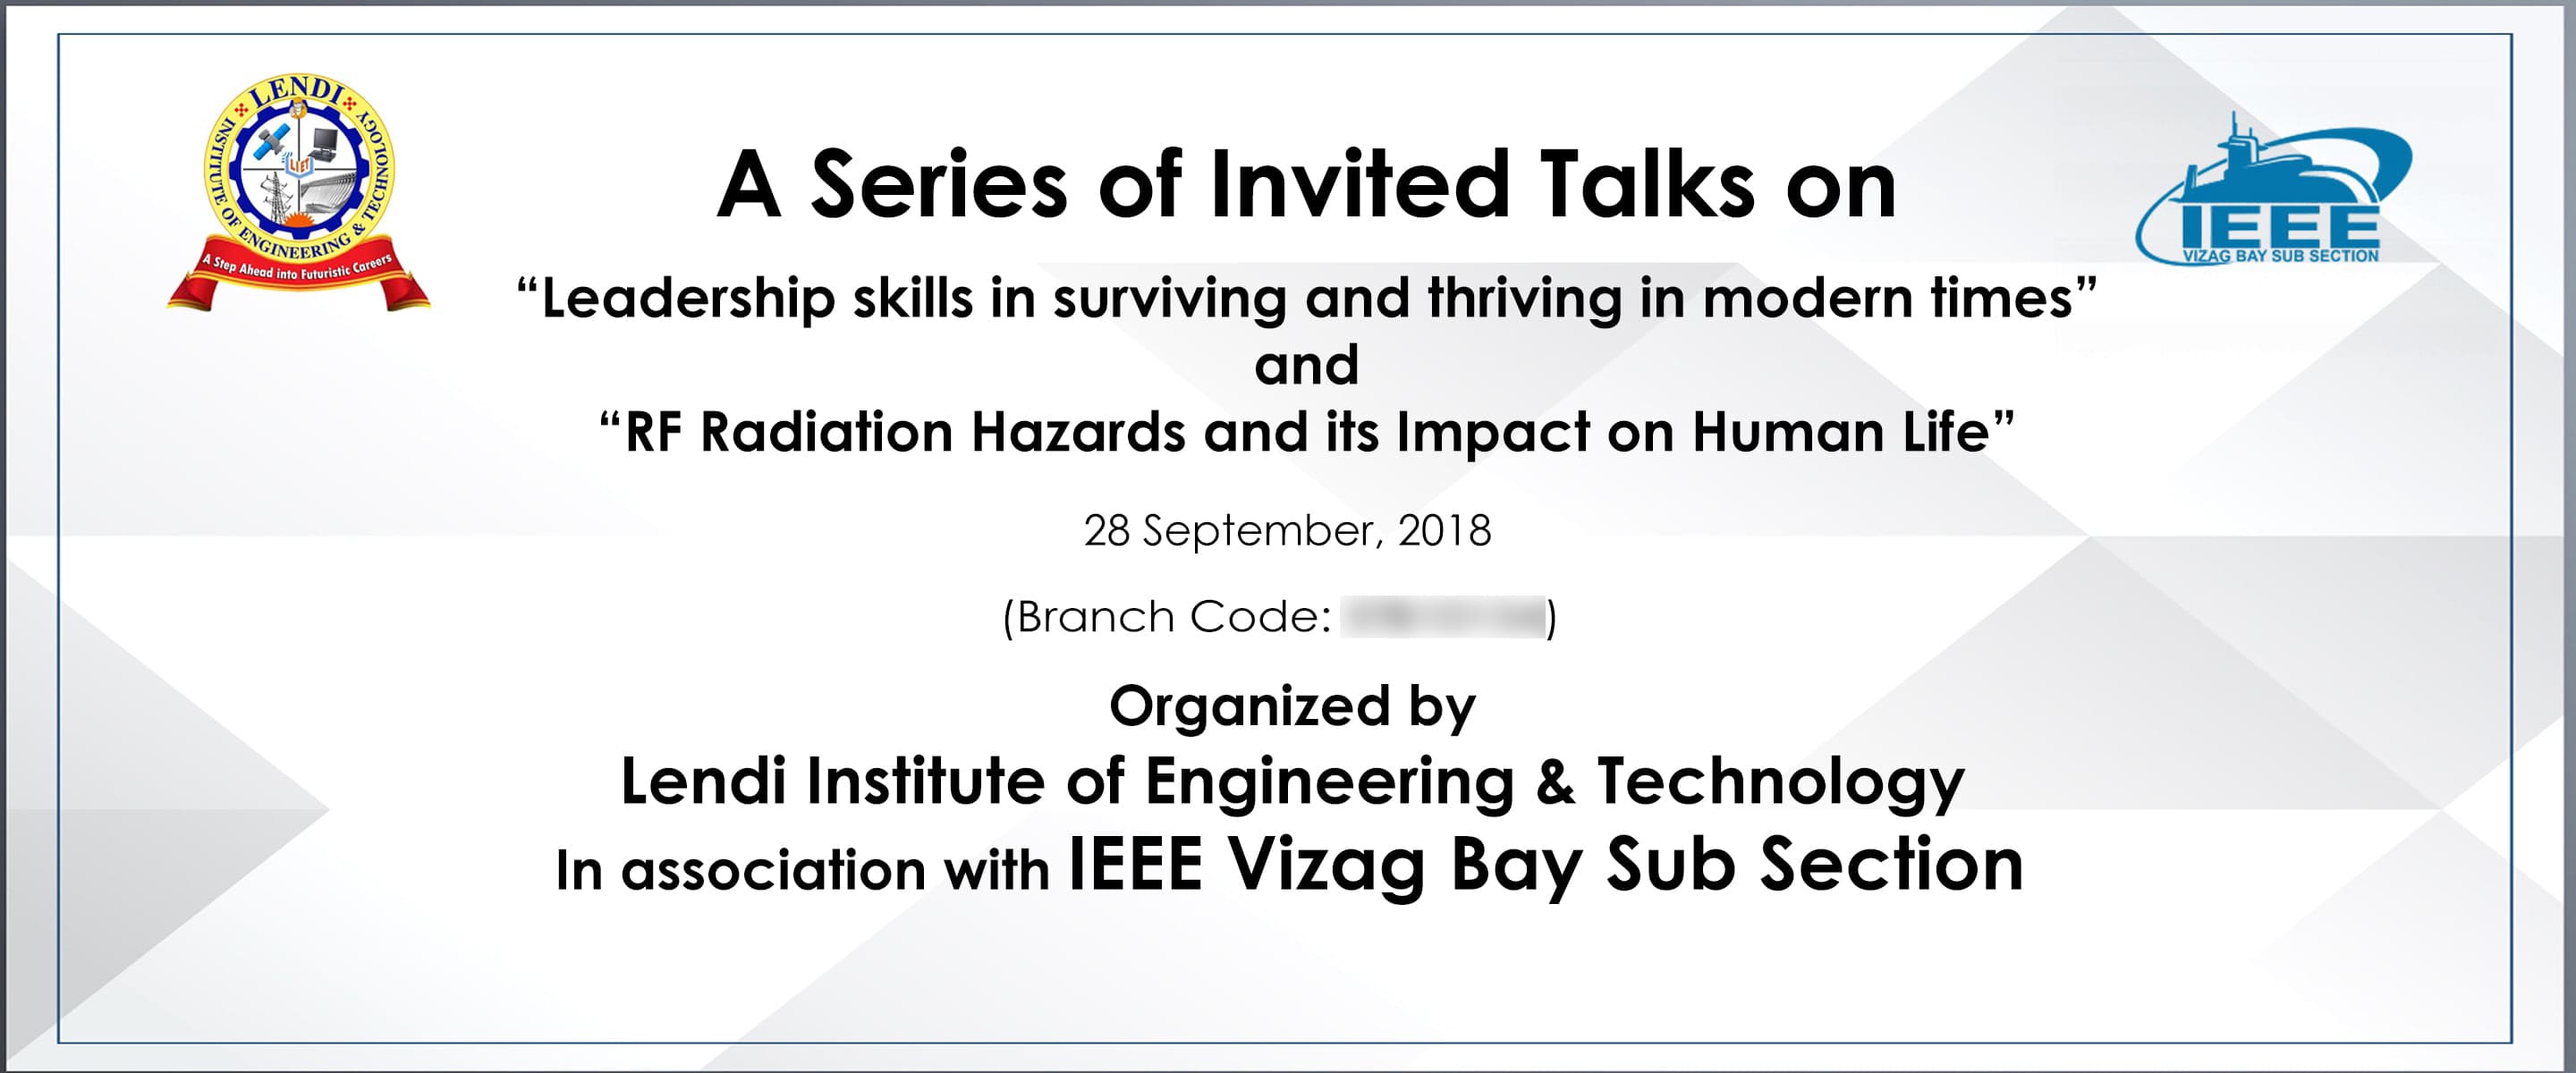 LENDI
INSTITUTE OF ENGINEERING & TECHNOLOGY
LIET
A Step Ahead into Futuristic Careers
IEEE
VIZAG BAY SUB SECTION
A Series of Invited Talks on
“Leadership skills in surviving and thriving in modern times”
and
“RF Radiation Hazards and its Impact on Human Life”
28 September, 2018
(Branch Code: )
Organized by
Lendi Institute of Engineering & Technology
In association with IEEE Vizag Bay Sub Section